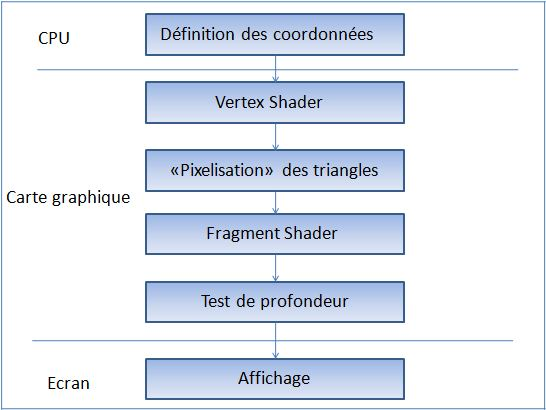 CPU
Définition des coordonnées
Vertex Shader
«Pixelisation» des triangles
Carte graphique
Fragment Shader
Test de profondeur
Ecran
Affichage